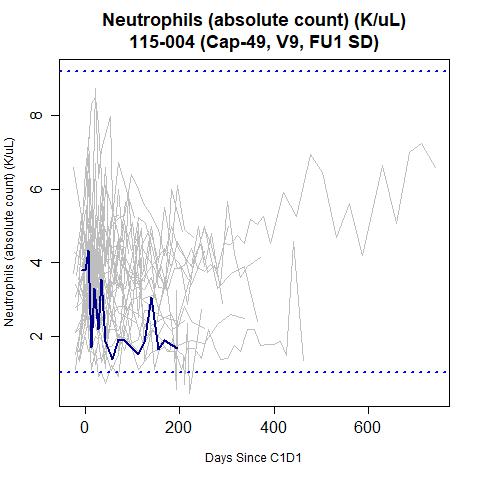 Neutrophils (absolute count) (K/uL)
115-004 (Cap-49, V9, FU1 SD)
Neutrophils (absolute count) (K/uL)
8
6
4
2
0 200 400 600
Days Since C1D1